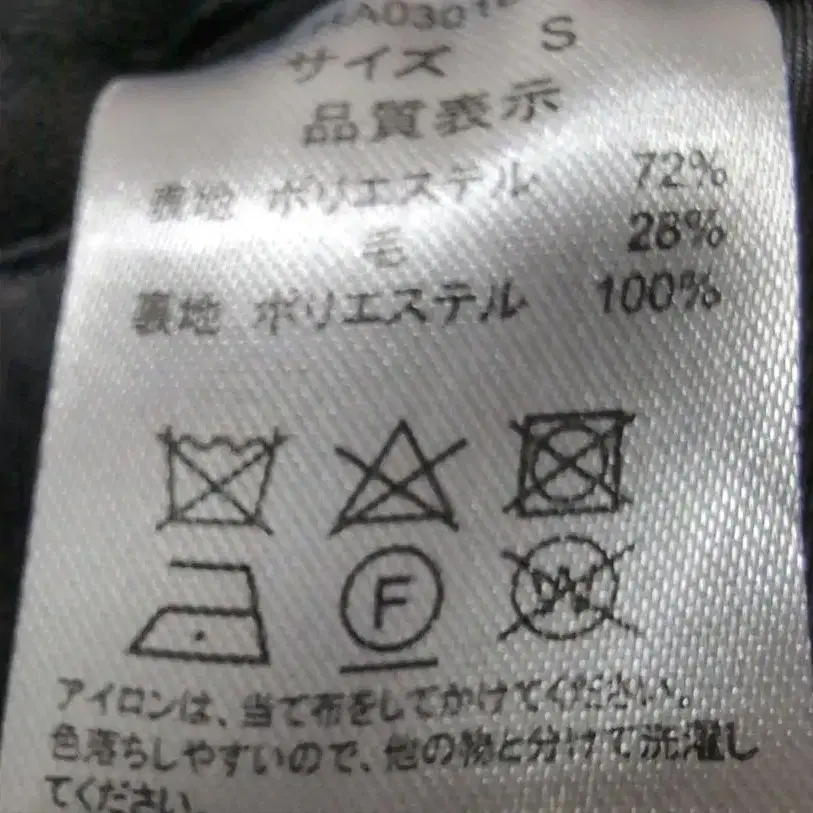 サイズ S
品質表示
表地 ポリエステル 72%
毛 28%
裏地 ポリエステル 100%
F
W
アイロンは、当て布をしてかけてください。
色落ちしやすいので、他の物と分けて洗濯し
てください。